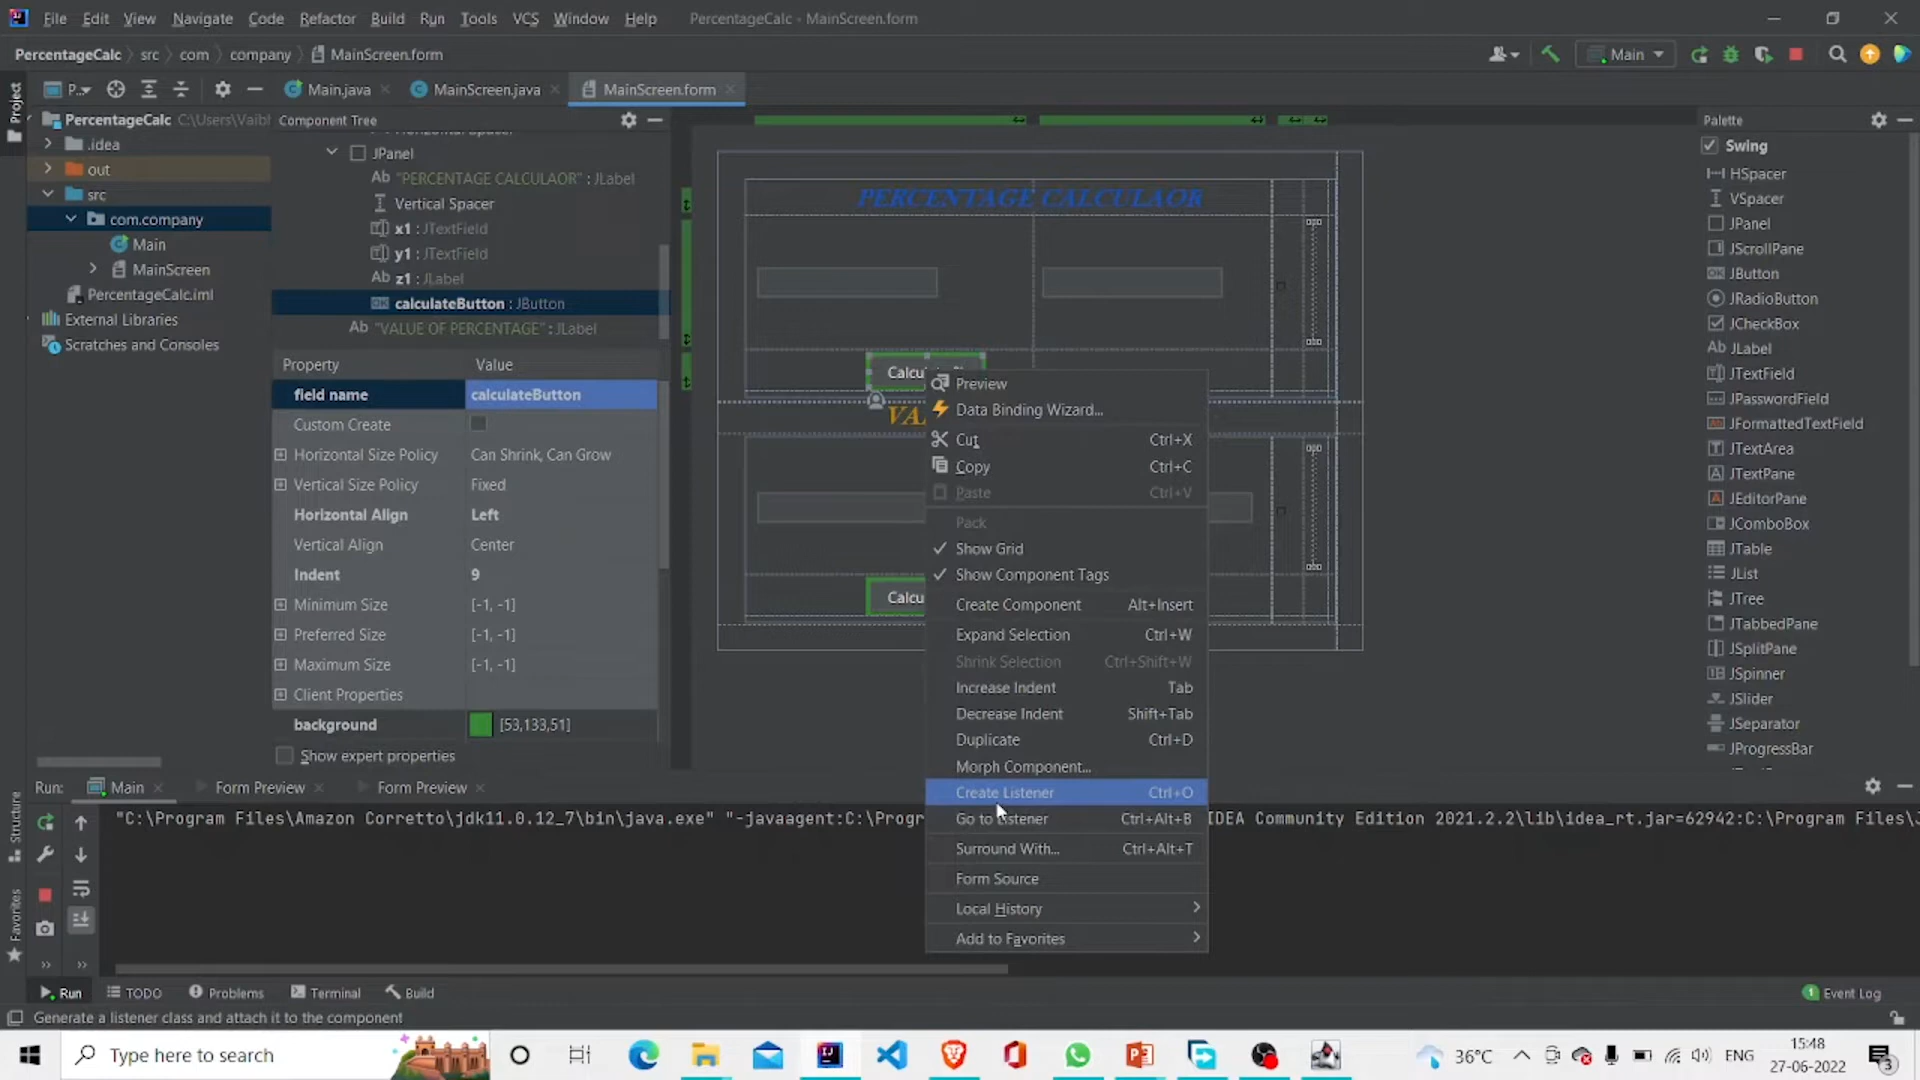 File Edit View Navigate Code Refactor Build Run Tools VCS Window Help PercentageCalc - MainScreen.form
PercentageCalc src com company MainScreen.form Main
P... Main.java MainScreen.java MainScreen.form
Project
PercentageCalc C:\Users\Vaibl
.idea
out
src
com.company
Main
MainScreen
PercentageCalc.iml
External Libraries
Scratches and Consoles
Component Tree
JPanel
"PERCENTAGE CALCULAOR" : JLabel
Vertical Spacer
x1 : JTextField
y1 : JTextField
z1 : JLabel
calculateButton : JButton
"VALUE OF PERCENTAGE" : JLabel
Property Value
field name calculateButton
Custom Create
Horizontal Size Policy Can Shrink, Can Grow
Vertical Size Policy Fixed
Horizontal Align Left
Vertical Align Center
Indent 9
Minimum Size [-1, -1]
Preferred Size [-1, -1]
Maximum Size [-1, -1]
Client Properties
background [53,133,51]
Show expert properties
PERCENTAGE CALCULAOR
Calcu
VA
Calcu
Preview
Data Binding Wizard...
Cut Ctrl+X
Copy Ctrl+C
Paste Ctrl+V
Pack
Show Grid
Show Component Tags
Create Component Alt+Insert
Expand Selection Ctrl+W
Shrink Selection Ctrl+Shift+W
Increase Indent Tab
Decrease Indent Shift+Tab
Duplicate Ctrl+D
Morph Component...
Create Listener Ctrl+O
Go to Listener Ctrl+Alt+B
Surround With... Ctrl+Alt+T
Form Source
Local History
Add to Favorites
Palette
Swing
HSpacer
VSpacer
JPanel
JScrollPane
JButton
JRadioButton
JCheckBox
JLabel
JTextField
JPasswordField
JFormattedTextField
JTextArea
JTextPane
JEditorPane
JComboBox
JTable
JList
JTree
JTabbedPane
JSplitPane
JSpinner
JSlider
JSeparator
JProgressBar
Run: Main Form Preview Form Preview
"C:\Program Files\Amazon Corretto\jdk11.0.12_7\bin\java.exe" "-javaagent:C:\Progr IDEA Community Edition 2021.2.2\lib\idea_rt.jar=62942:C:\Program Files\J
Structure
Favorites
Run TODO Problems Terminal Build 1 Event Log
Generate a listener class and attach it to the component
Type here to search 36°C ENG 15:48
27-06-2022 3